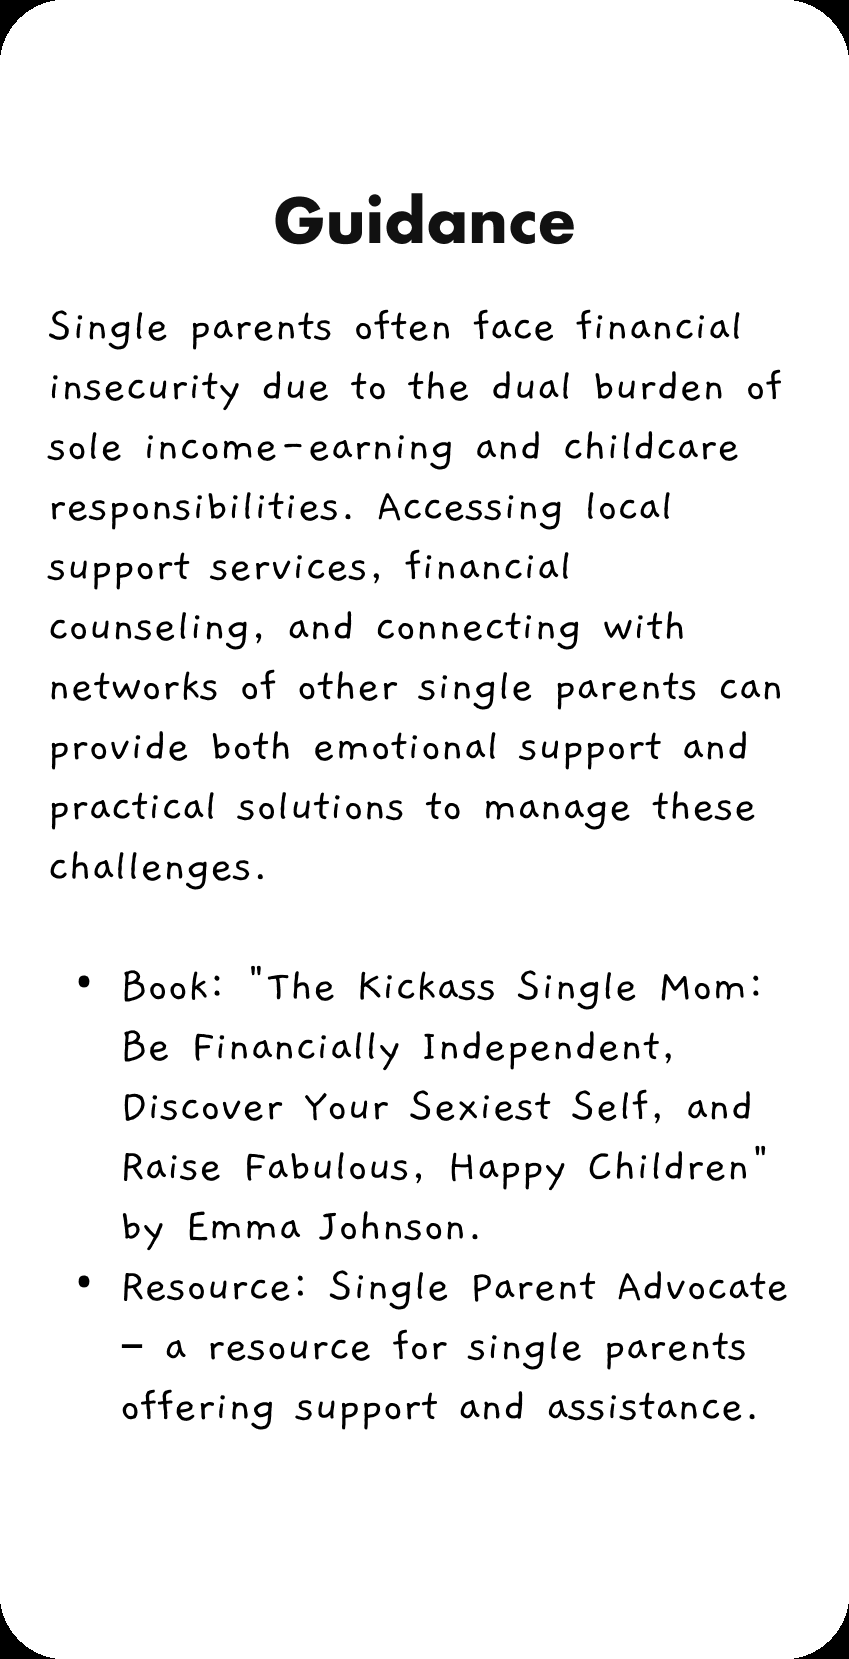 Guidance
Single parents often face financial
insecurity due to the dual burden of
sole income-earning and childcare
responsibilities. Accessing local
support services, financial
counseling, and connecting with
networks of other single parents can
provide both emotional support and
practical solutions to manage these
challenges.
• Book: "The Kickass Single Mom:
Be Financially Independent,
Discover Your Sexiest Self, and
Raise Fabulous, Happy Children"
by Emma Johnson.
• Resource: Single Parent Advocate
– a resource for single parents
offering support and assistance.